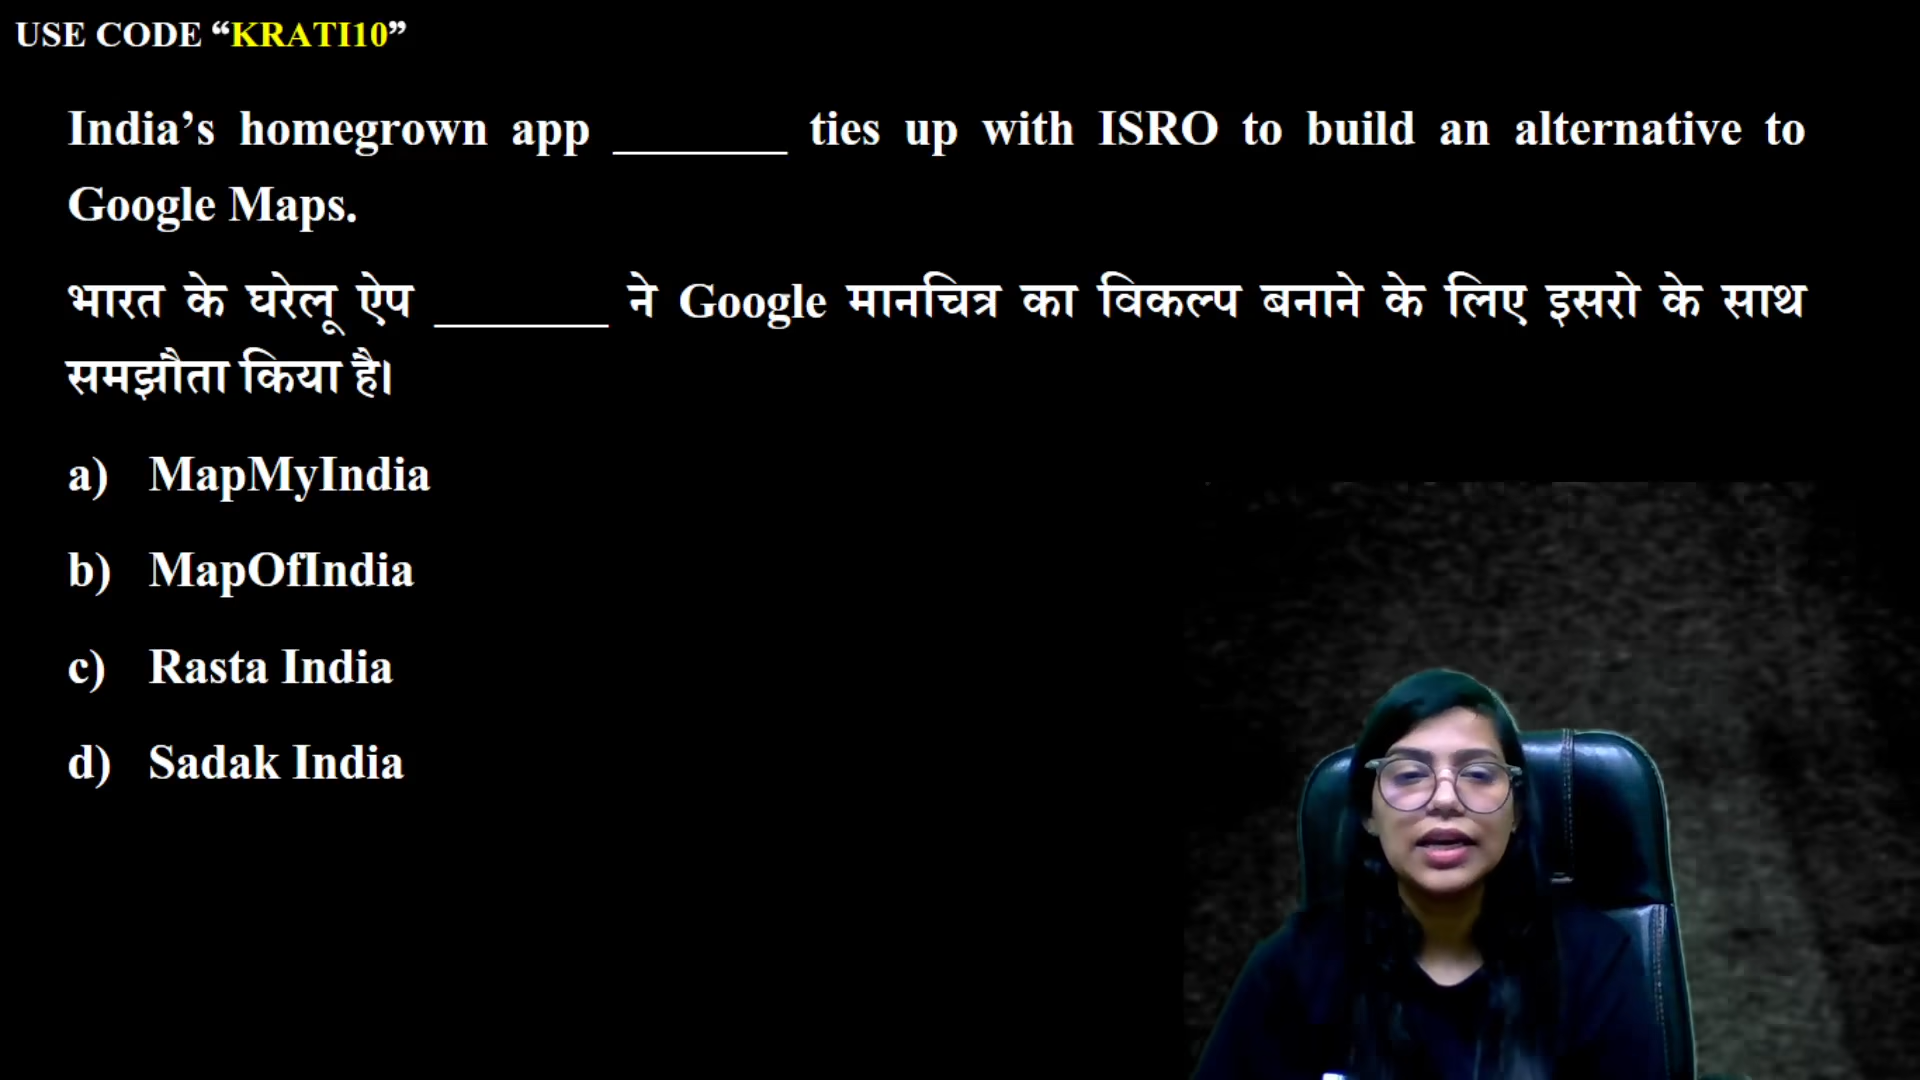 USE CODE “KRATI10”
India’s homegrown app _______ ties up with ISRO to build an alternative to
Google Maps.
भारत के घरेलू ऐप _______ ने Google मानचित्र का विकल्प बनाने के लिए इसरो के साथ
समझौता किया है।
a) MapMyIndia
b) MapOfIndia
c) Rasta India
d) Sadak India